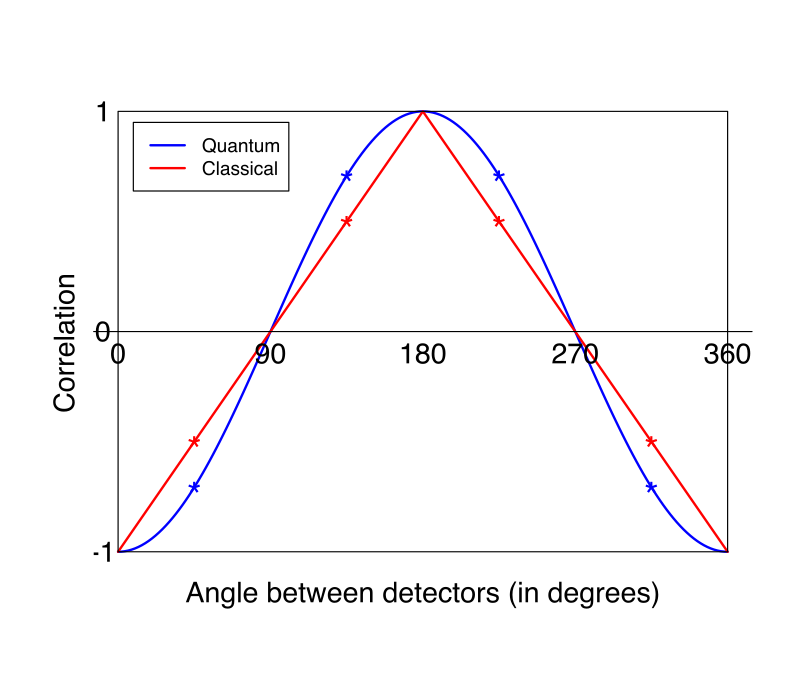 1
Quantum
Classical
Correlation
0
0 90 180 270 360
-1
Angle between detectors (in degrees)